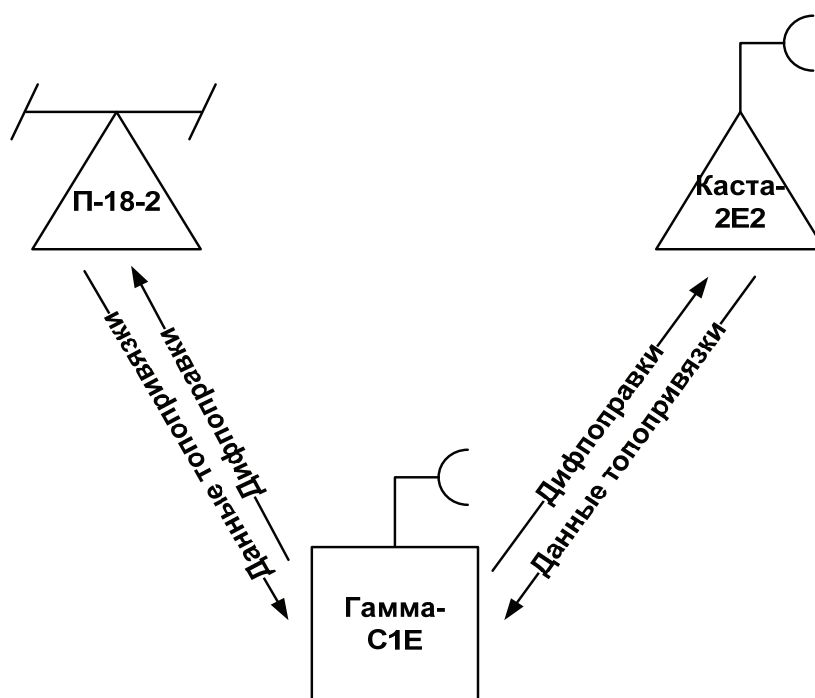 П-18-2
Каста-
2Е2
Данные топопривязки
Дифпоправки
Дифпоправки
Данные топопривязки
Гамма-
С1Е